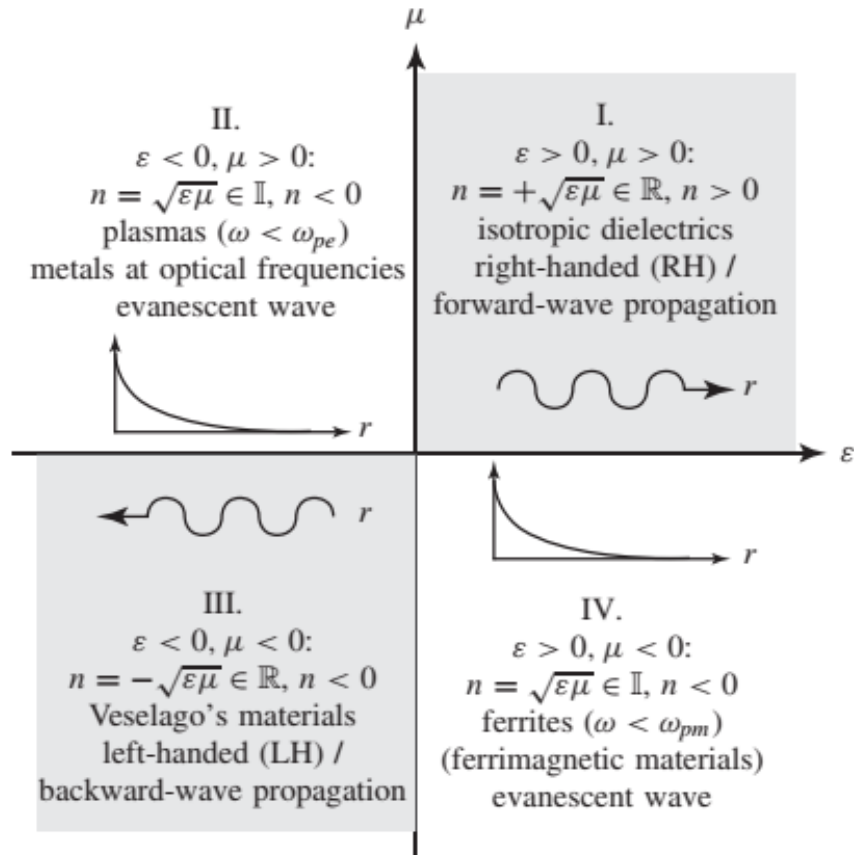 μ
II.
ε < 0, μ > 0:
n = √εμ ∈ 𝕀, n < 0
plasmas (ω < ωₚₑ)
metals at optical frequencies
evanescent wave
r
I.
ε > 0, μ > 0:
n = +√εμ ∈ ℝ, n > 0
isotropic dielectrics
right-handed (RH) /
forward-wave propagation
r
ε
r
III.
ε < 0, μ < 0:
n = −√εμ ∈ ℝ, n < 0
Veselago's materials
left-handed (LH) /
backward-wave propagation
r
IV.
ε > 0, μ < 0:
n = √εμ ∈ 𝕀, n < 0
ferrites (ω < ωₚₘ)
(ferrimagnetic materials)
evanescent wave